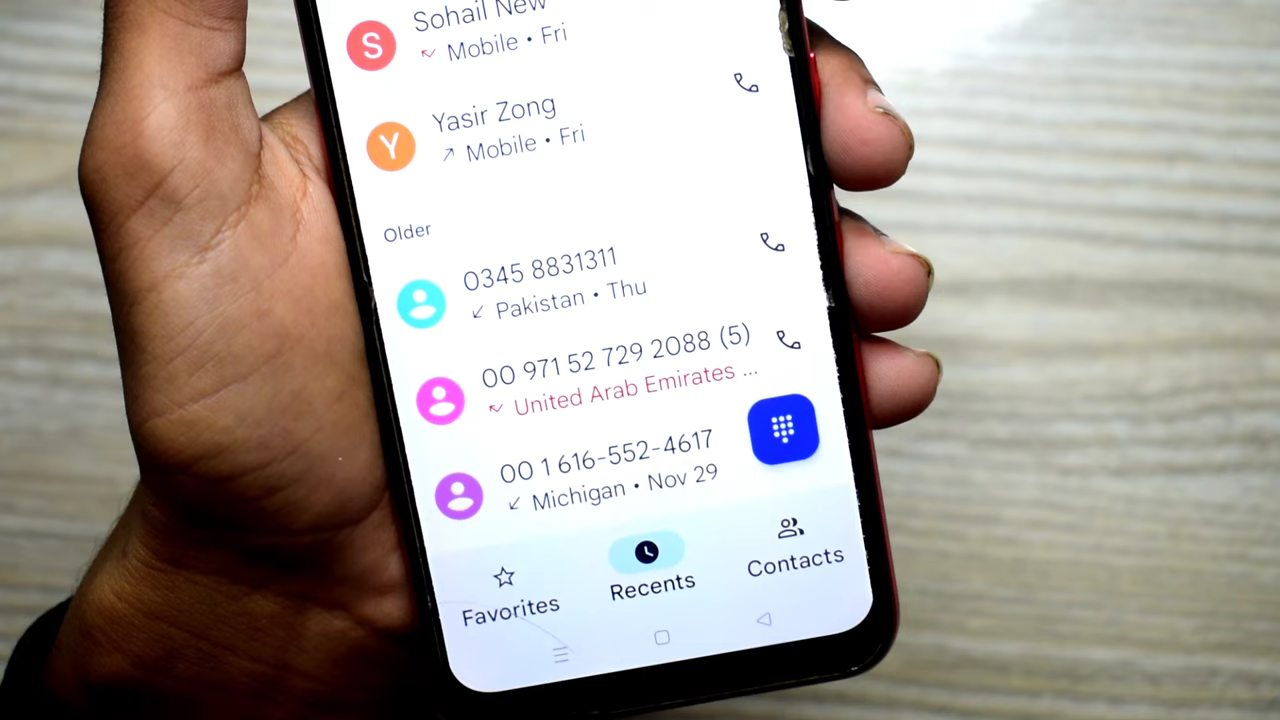 S
Sohail New
Mobile • Fri
Y
Yasir Zong
Mobile • Fri
Older
0345 8831311
Pakistan • Thu
00 971 52 729 2088 (5)
United Arab Emirates ...
00 1 616-552-4617
Michigan • Nov 29
Favorites
Recents
Contacts